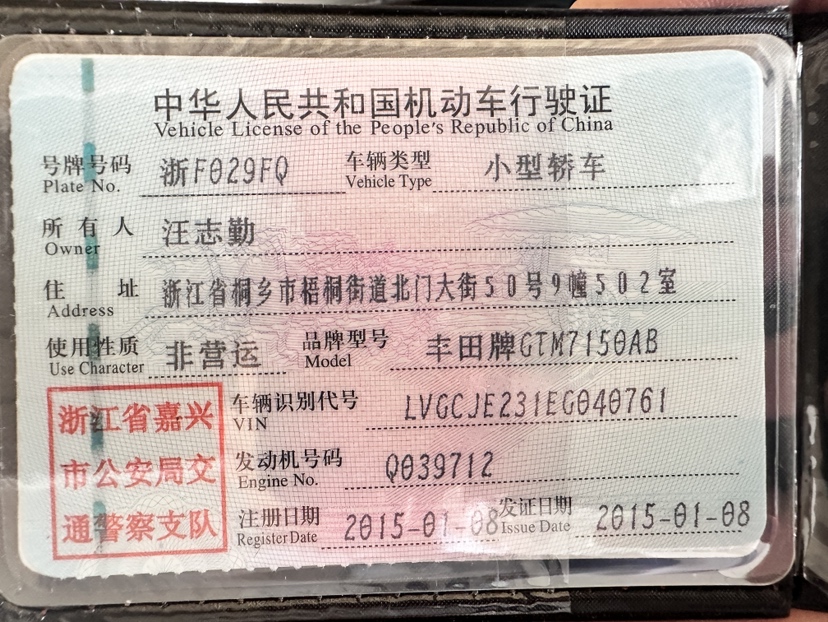 中华人民共和国机动车行驶证
Vehicle License of the People's Republic of China
号牌号码 浙F029FQ 车辆类型 小型轿车
Plate No. Vehicle Type
所有人 汪志勤
Owner
住址 浙江省桐乡市梧桐街道北门大街50号9幢502室
Address
使用性质 非营运 品牌型号 丰田牌GTM7150AB
Use Character Model
车辆识别代号 LVGCJE231EG040761
VIN
发动机号码 Q039712
Engine No.
注册日期 2015-01-08 发证日期 2015-01-08
Register Date Issue Date
浙江省嘉兴
市公安局交
通警察支队